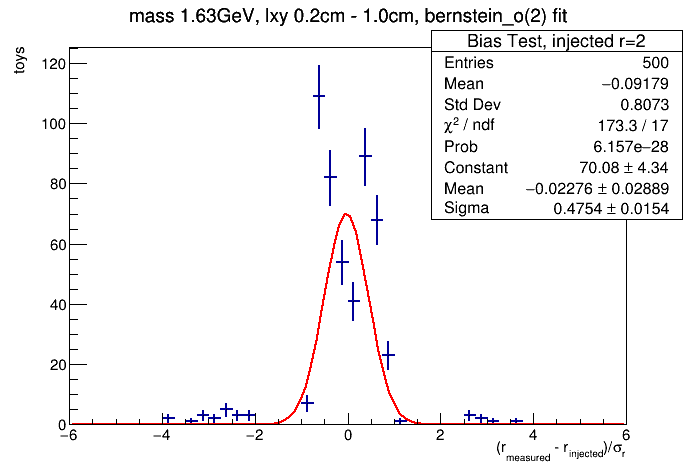 mass 1.63GeV, lxy 0.2cm - 1.0cm, bernstein_o(2) fit
toys
Bias Test, injected r=2
Entries 500
Mean −0.09179
Std Dev 0.8073
χ² / ndf 173.3 / 17
Prob 6.157e−28
Constant 70.08 ± 4.34
Mean −0.02276 ± 0.02889
Sigma 0.4754 ± 0.0154
120
100
80
60
40
20
0
−6 −4 −2 0 2 4 6
(r_measured - r_injected)/σ_r